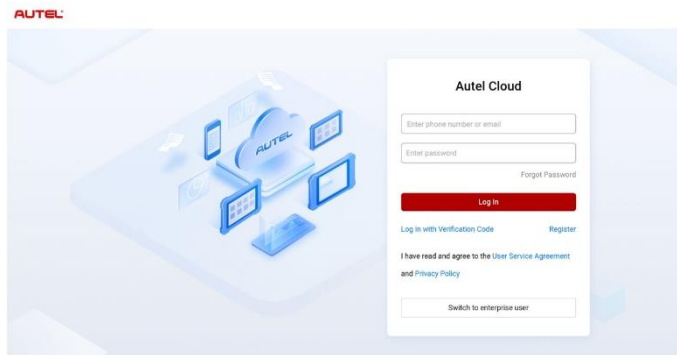 AUTEL
Autel Cloud
Enter phone number or email
Enter password
Forgot Password
Log In
Log In with Verification Code Register
I have read and agree to the User Service Agreement
and Privacy Policy
Switch to enterprise user
AUTEL